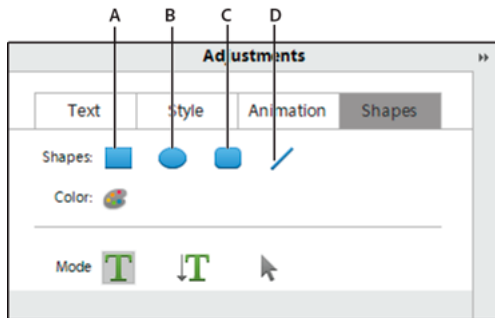 A B C D
Adjustments
Text Style Animation Shapes
Shapes:
Color:
Mode T T